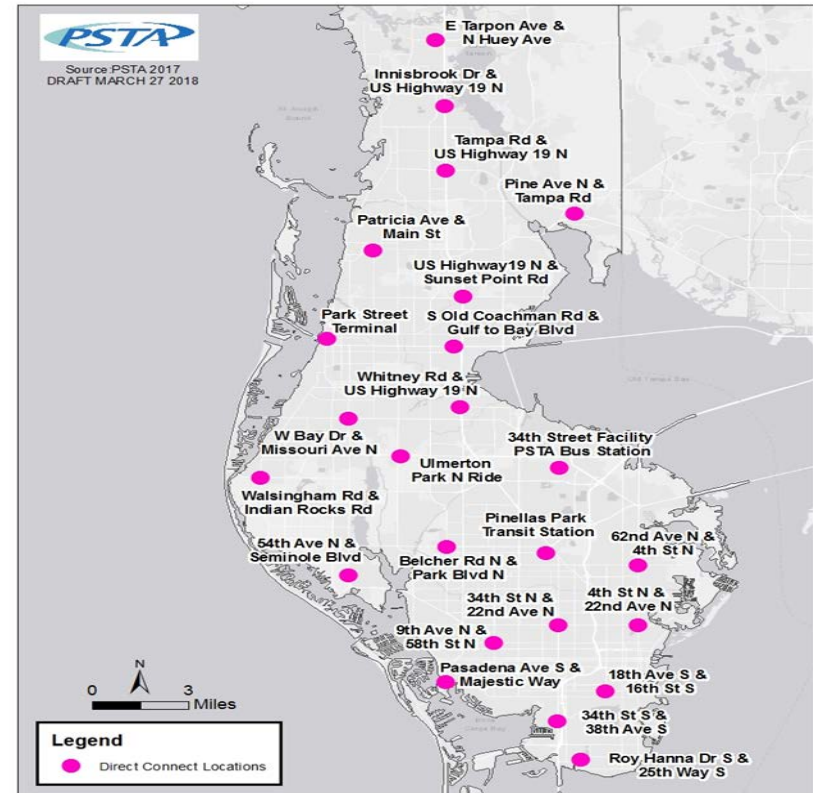 PSTA
Source:PSTA 2017
DRAFT MARCH 27 2018
E Tarpon Ave &
N Huey Ave
Innisbrook Dr &
US Highway 19 N
Tampa Rd &
US Highway 19 N
Pine Ave N &
Tampa Rd
Patricia Ave &
Main St
US Highway19 N &
Sunset Point Rd
Park Street
Terminal
S Old Coachman Rd &
Gulf to Bay Blvd
Whitney Rd &
US Highway 19 N
W Bay Dr &
Missouri Ave N
Ulmerton
Park N Ride
34th Street Facility
PSTA Bus Station
Walsingham Rd &
Indian Rocks Rd
Pinellas Park
Transit Station
54th Ave N &
Seminole Blvd
Belcher Rd N &
Park Blvd N
62nd Ave N &
4th St N
34th St N &
22nd Ave N
4th St N &
22nd Ave N
9th Ave N &
58th St N
Pasadena Ave S &
Majestic Way
18th Ave S &
16th St S
34th St S &
38th Ave S
Roy Hanna Dr S &
25th Way S
N
0 3
Miles
Legend
Direct Connect Locations